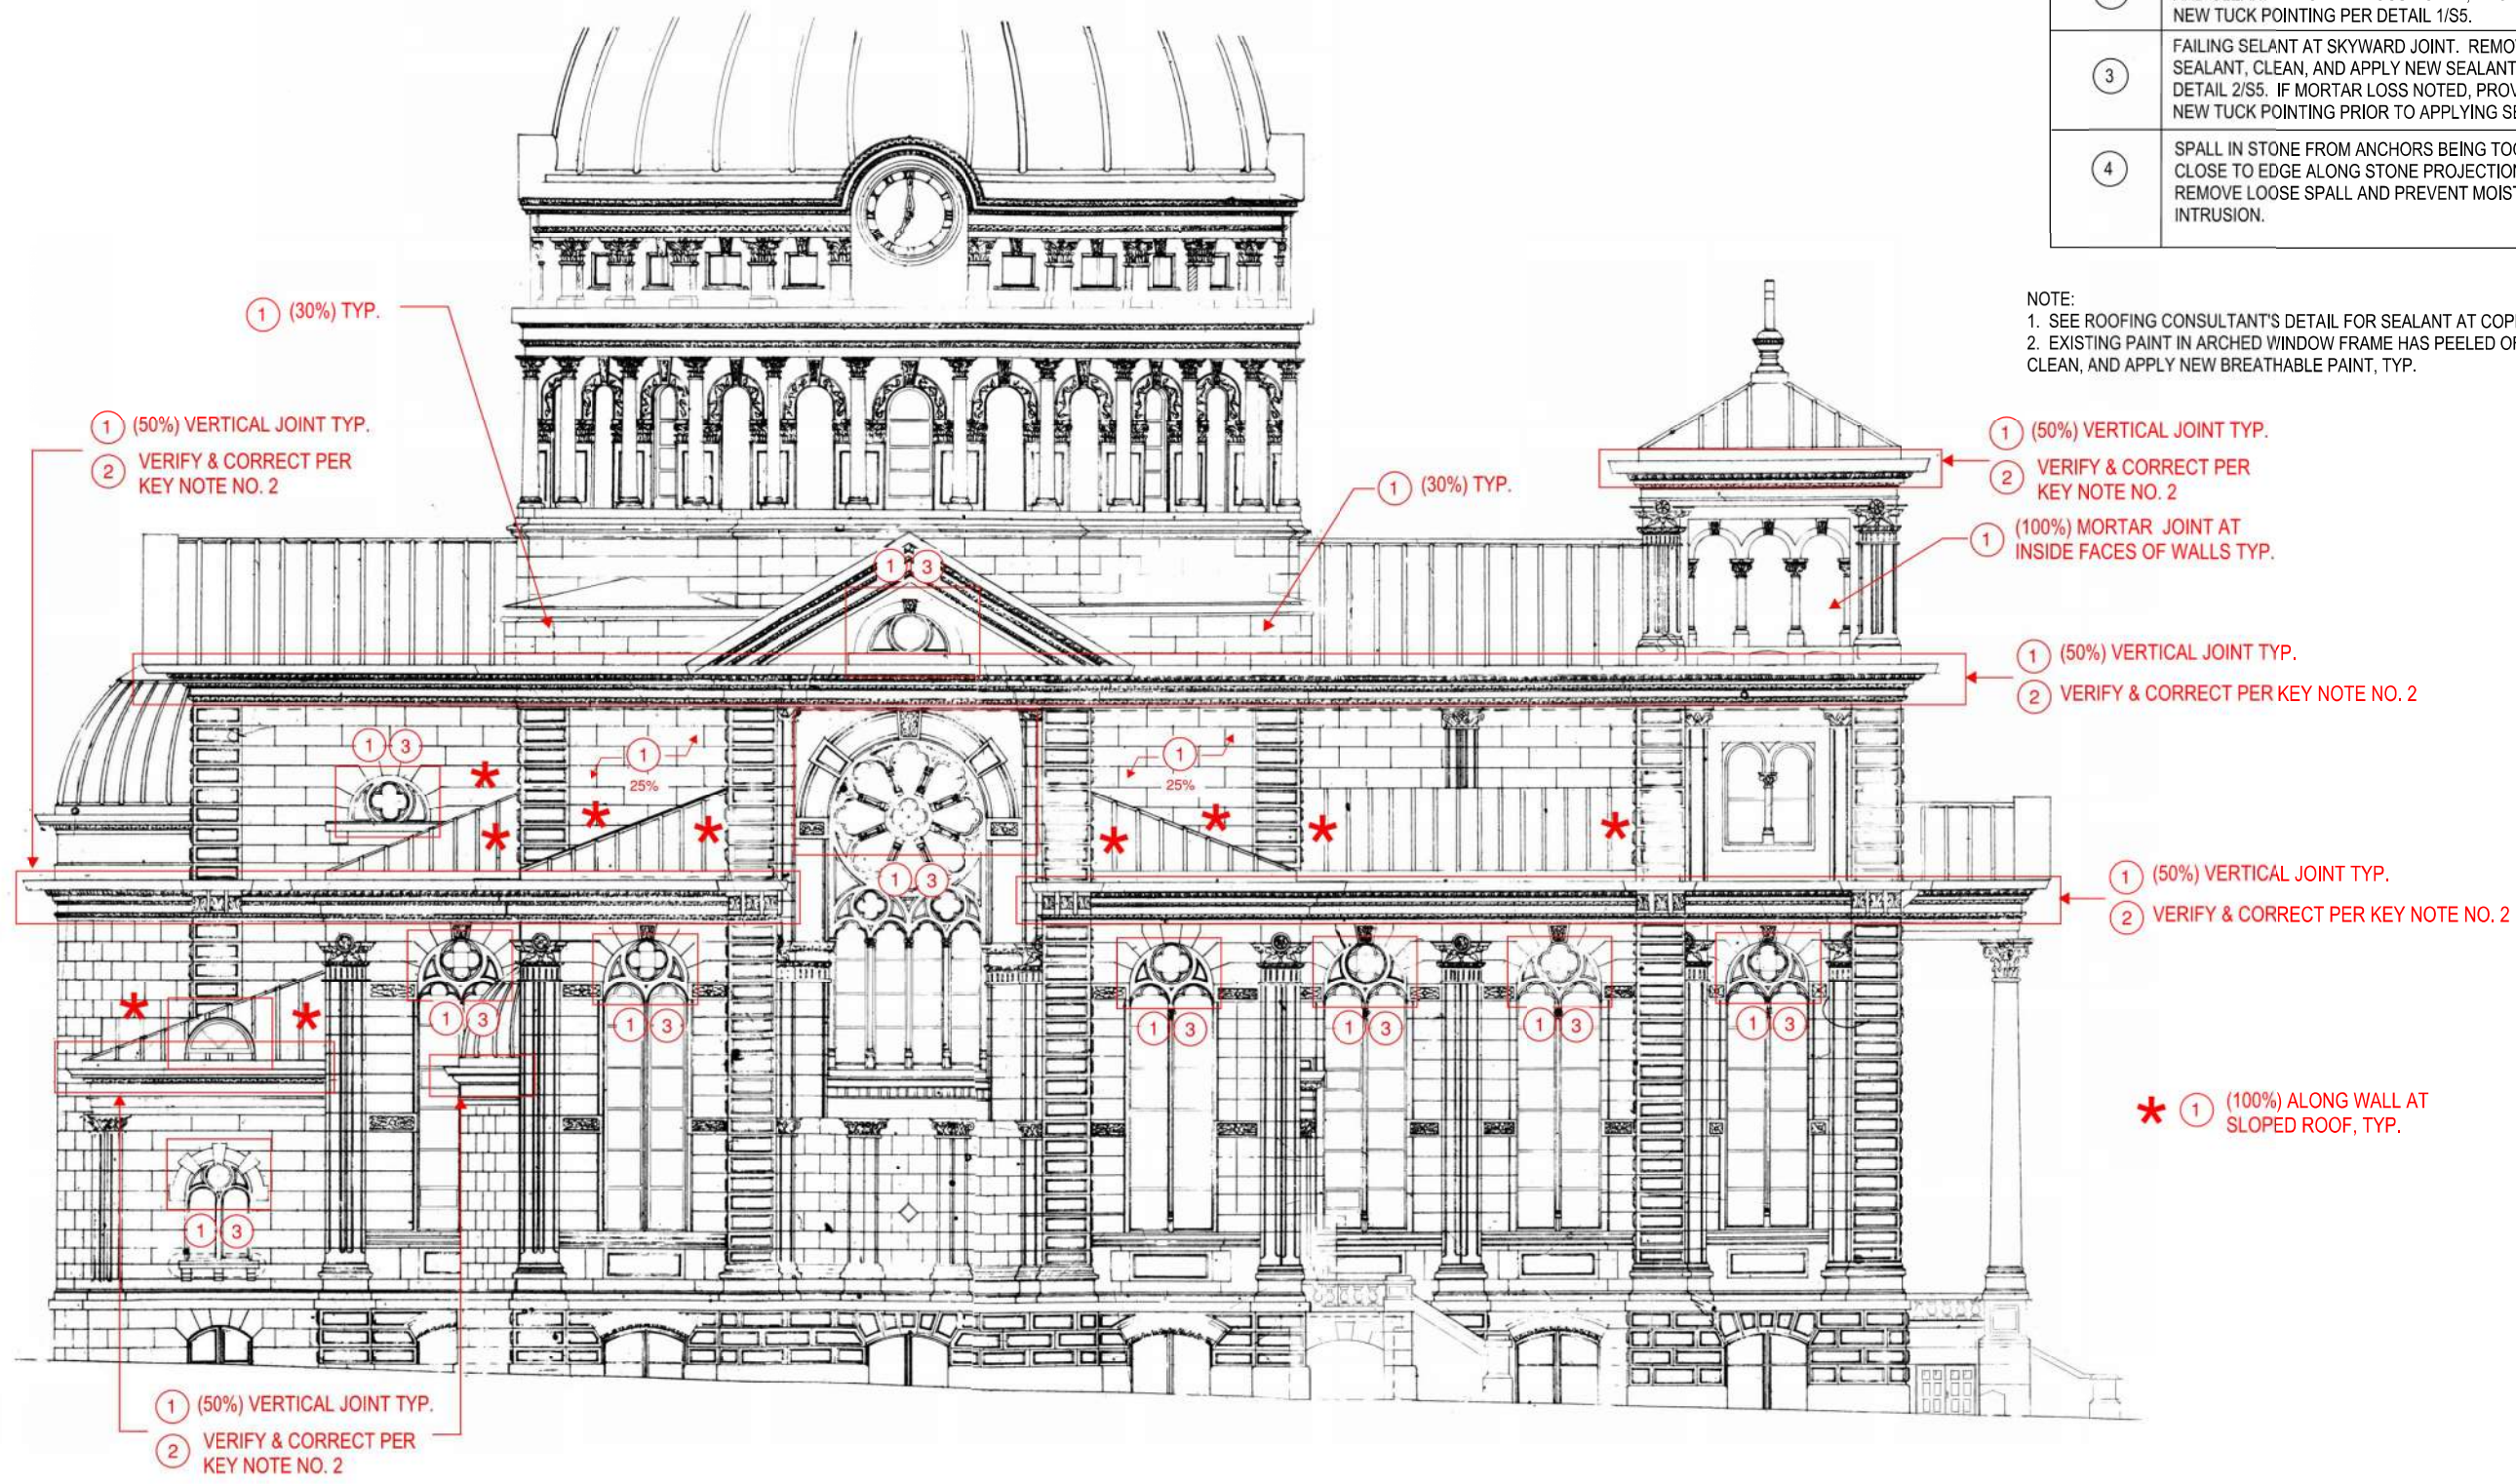 NEW TUCK POINTING PER DETAIL 1/S5.
3
FAILING SELANT AT SKYWARD JOINT. REMO
SEALANT, CLEAN, AND APPLY NEW SEALANT
DETAIL 2/S5. IF MORTAR LOSS NOTED, PROV
NEW TUCK POINTING PRIOR TO APPLYING SE
4
SPALL IN STONE FROM ANCHORS BEING TOO
CLOSE TO EDGE ALONG STONE PROJECTION
REMOVE LOOSE SPALL AND PREVENT MOIST
INTRUSION.
NOTE:
1. SEE ROOFING CONSULTANT'S DETAIL FOR SEALANT AT COPI
2. EXISTING PAINT IN ARCHED WINDOW FRAME HAS PEELED OF
CLEAN, AND APPLY NEW BREATHABLE PAINT, TYP.
1 (30%) TYP.
1 (50%) VERTICAL JOINT TYP.
2 VERIFY & CORRECT PER
KEY NOTE NO. 2
1 (30%) TYP.
1 (50%) VERTICAL JOINT TYP.
2 VERIFY & CORRECT PER
KEY NOTE NO. 2
1 (100%) MORTAR JOINT AT
INSIDE FACES OF WALLS TYP.
1 3
1 (50%) VERTICAL JOINT TYP.
2 VERIFY & CORRECT PER KEY NOTE NO. 2
1 3
1
25%
1
25%
1 3
1 (50%) VERTICAL JOINT TYP.
2 VERIFY & CORRECT PER KEY NOTE NO. 2
1 3
1 3
1 3
1 3
1 3
1 3
* 1 (100%) ALONG WALL AT
SLOPED ROOF, TYP.
1 3
1 (50%) VERTICAL JOINT TYP.
2 VERIFY & CORRECT PER
KEY NOTE NO. 2